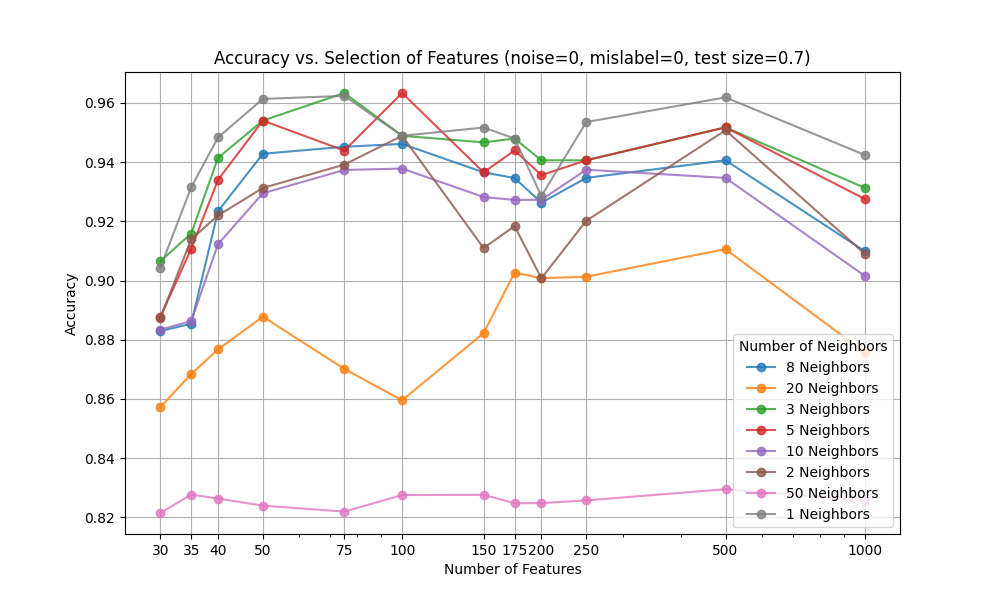 Accuracy vs. Selection of Features (noise=0, mislabel=0, test size=0.7)
Accuracy
0.96
0.94
0.92
0.90
0.88
0.86
0.84
0.82
Number of Neighbors
8 Neighbors
20 Neighbors
3 Neighbors
5 Neighbors
10 Neighbors
2 Neighbors
50 Neighbors
1 Neighbors
30 35 40 50 75 100 150 175 200 250 500 1000
Number of Features